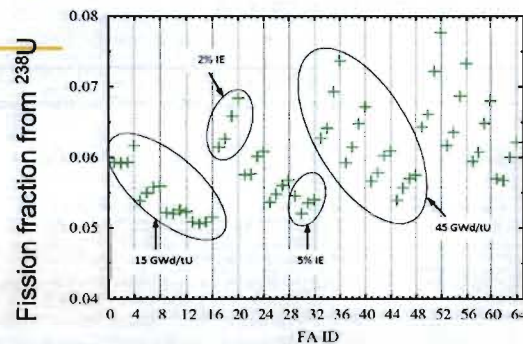 Fission fraction from ²³⁸U
0.08
0.07
0.06
0.05
0.04
2% IE
15 GWd/tU
5% IE
45 GWd/tU
0 4 8 12 16 20 24 28 32 36 40 44 48 52 56 60 64
FA ID